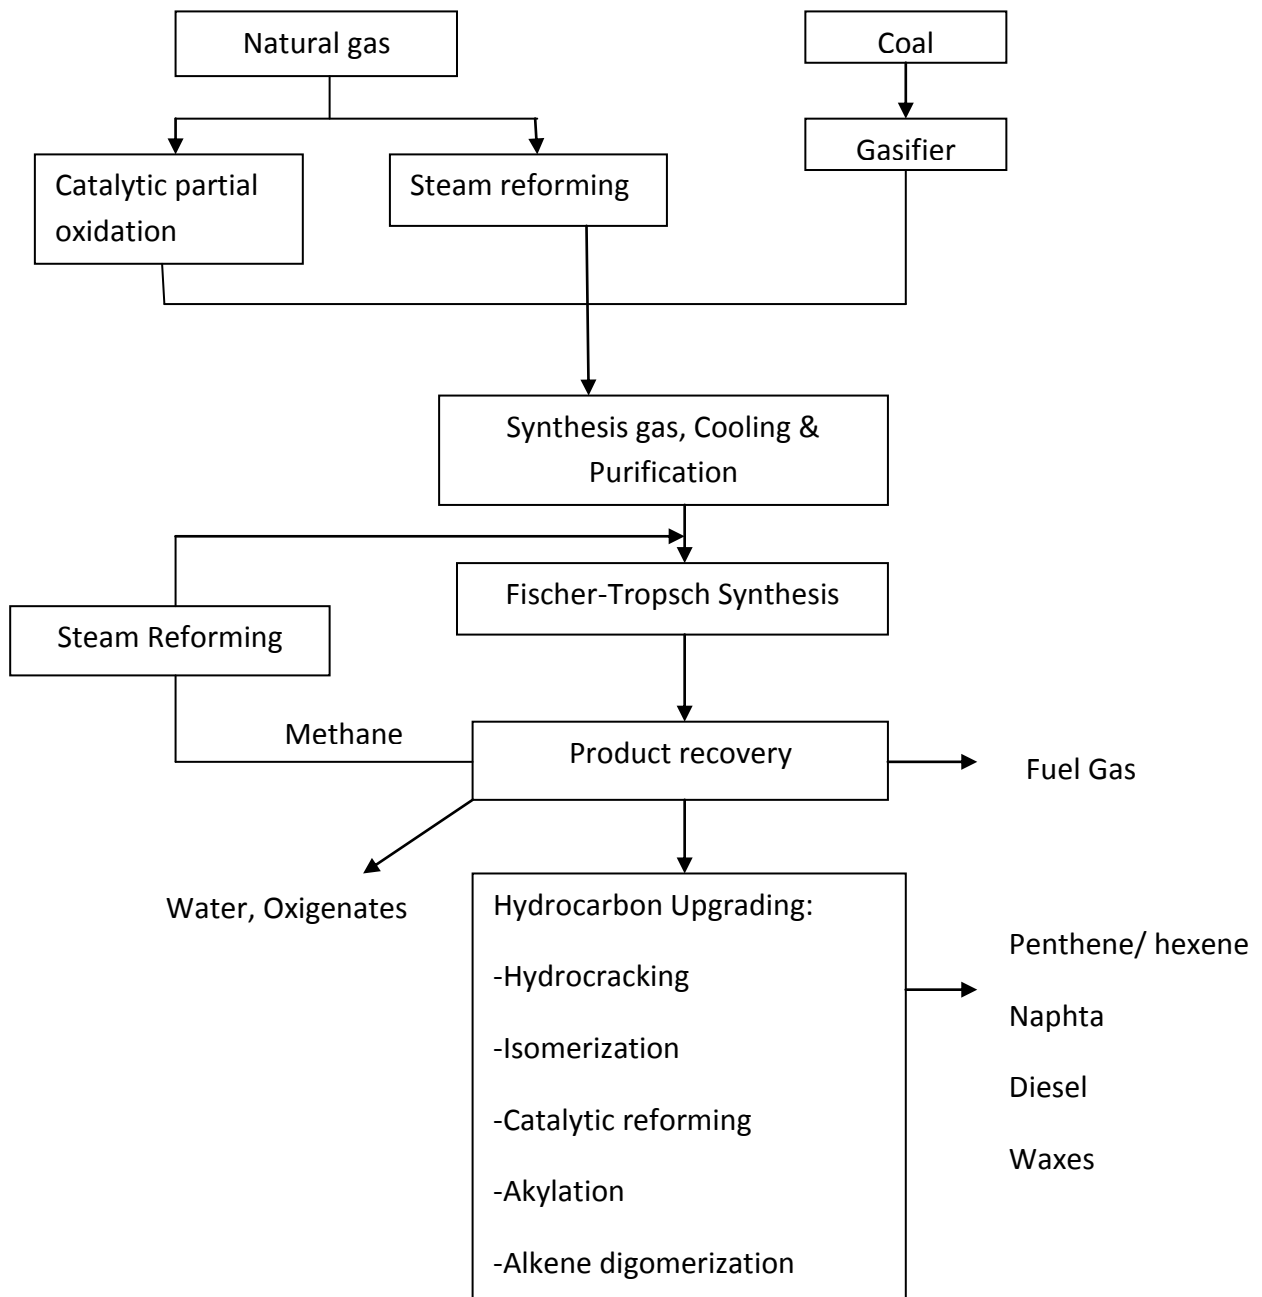 Natural gas
Coal
Gasifier
Catalytic partial
oxidation
Steam reforming
Synthesis gas, Cooling &
Purification
Fischer-Tropsch Synthesis
Steam Reforming
Methane
Product recovery
Fuel Gas
Water, Oxigenates
Hydrocarbon Upgrading:
-Hydrocracking
-Isomerization
-Catalytic reforming
-Akylation
-Alkene digomerization
Penthene/ hexene
Naphta
Diesel
Waxes